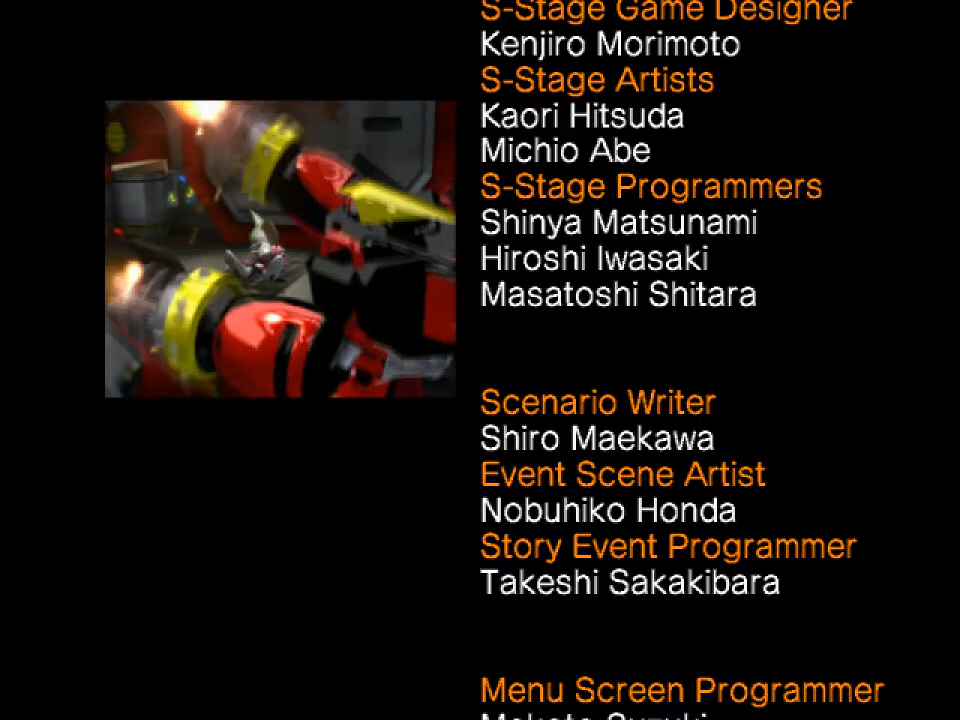 S-Stage Game Designer
Kenjiro Morimoto
S-Stage Artists
Kaori Hitsuda
Michio Abe
S-Stage Programmers
Shinya Matsunami
Hiroshi Iwasaki
Masatoshi Shitara
Scenario Writer
Shiro Maekawa
Event Scene Artist
Nobuhiko Honda
Story Event Programmer
Takeshi Sakakibara
Menu Screen Programmer